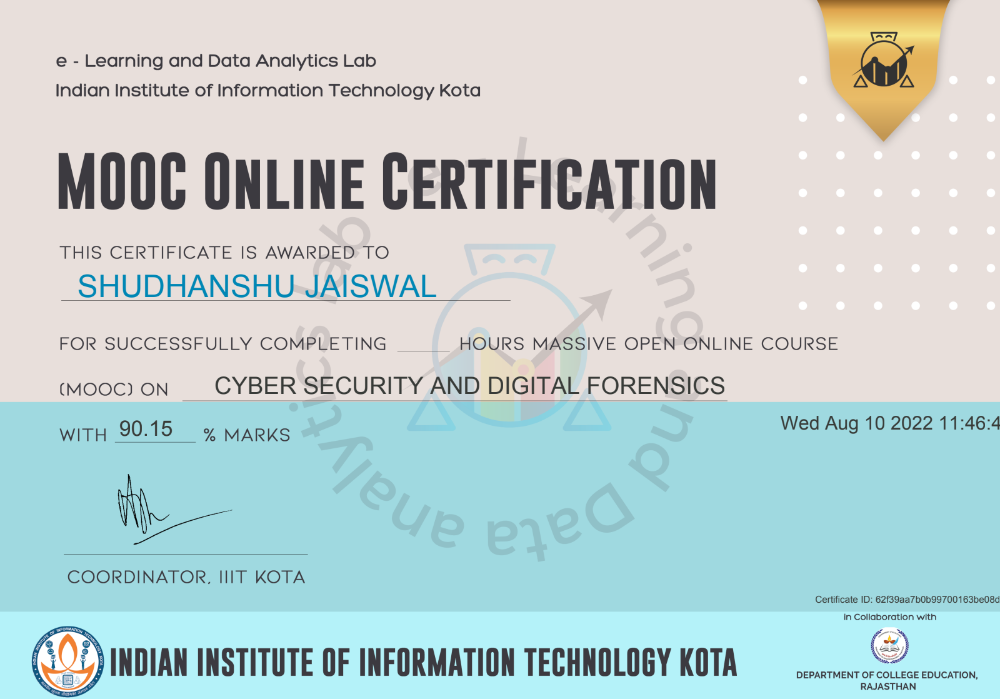 e - Learning and Data Analytics Lab
Indian Institute of Information Technology Kota
MOOC Online Certification
THIS CERTIFICATE IS AWARDED TO
SHUDHANSHU JAISWAL
FOR SUCCESSFULLY COMPLETING ______ HOURS MASSIVE OPEN ONLINE COURSE
(MOOC) ON CYBER SECURITY AND DIGITAL FORENSICS
WITH 90.15 % MARKS
Wed Aug 10 2022 11:46:4
e - Learning and Data analytics lab
COORDINATOR, IIIT KOTA
Certificate ID: 62f39aa7b0b99700163be08d
In Collaboration with
INDIAN INSTITUTE OF INFORMATION TECHNOLOGY KOTA
DEPARTMENT OF COLLEGE EDUCATION,
RAJASTHAN